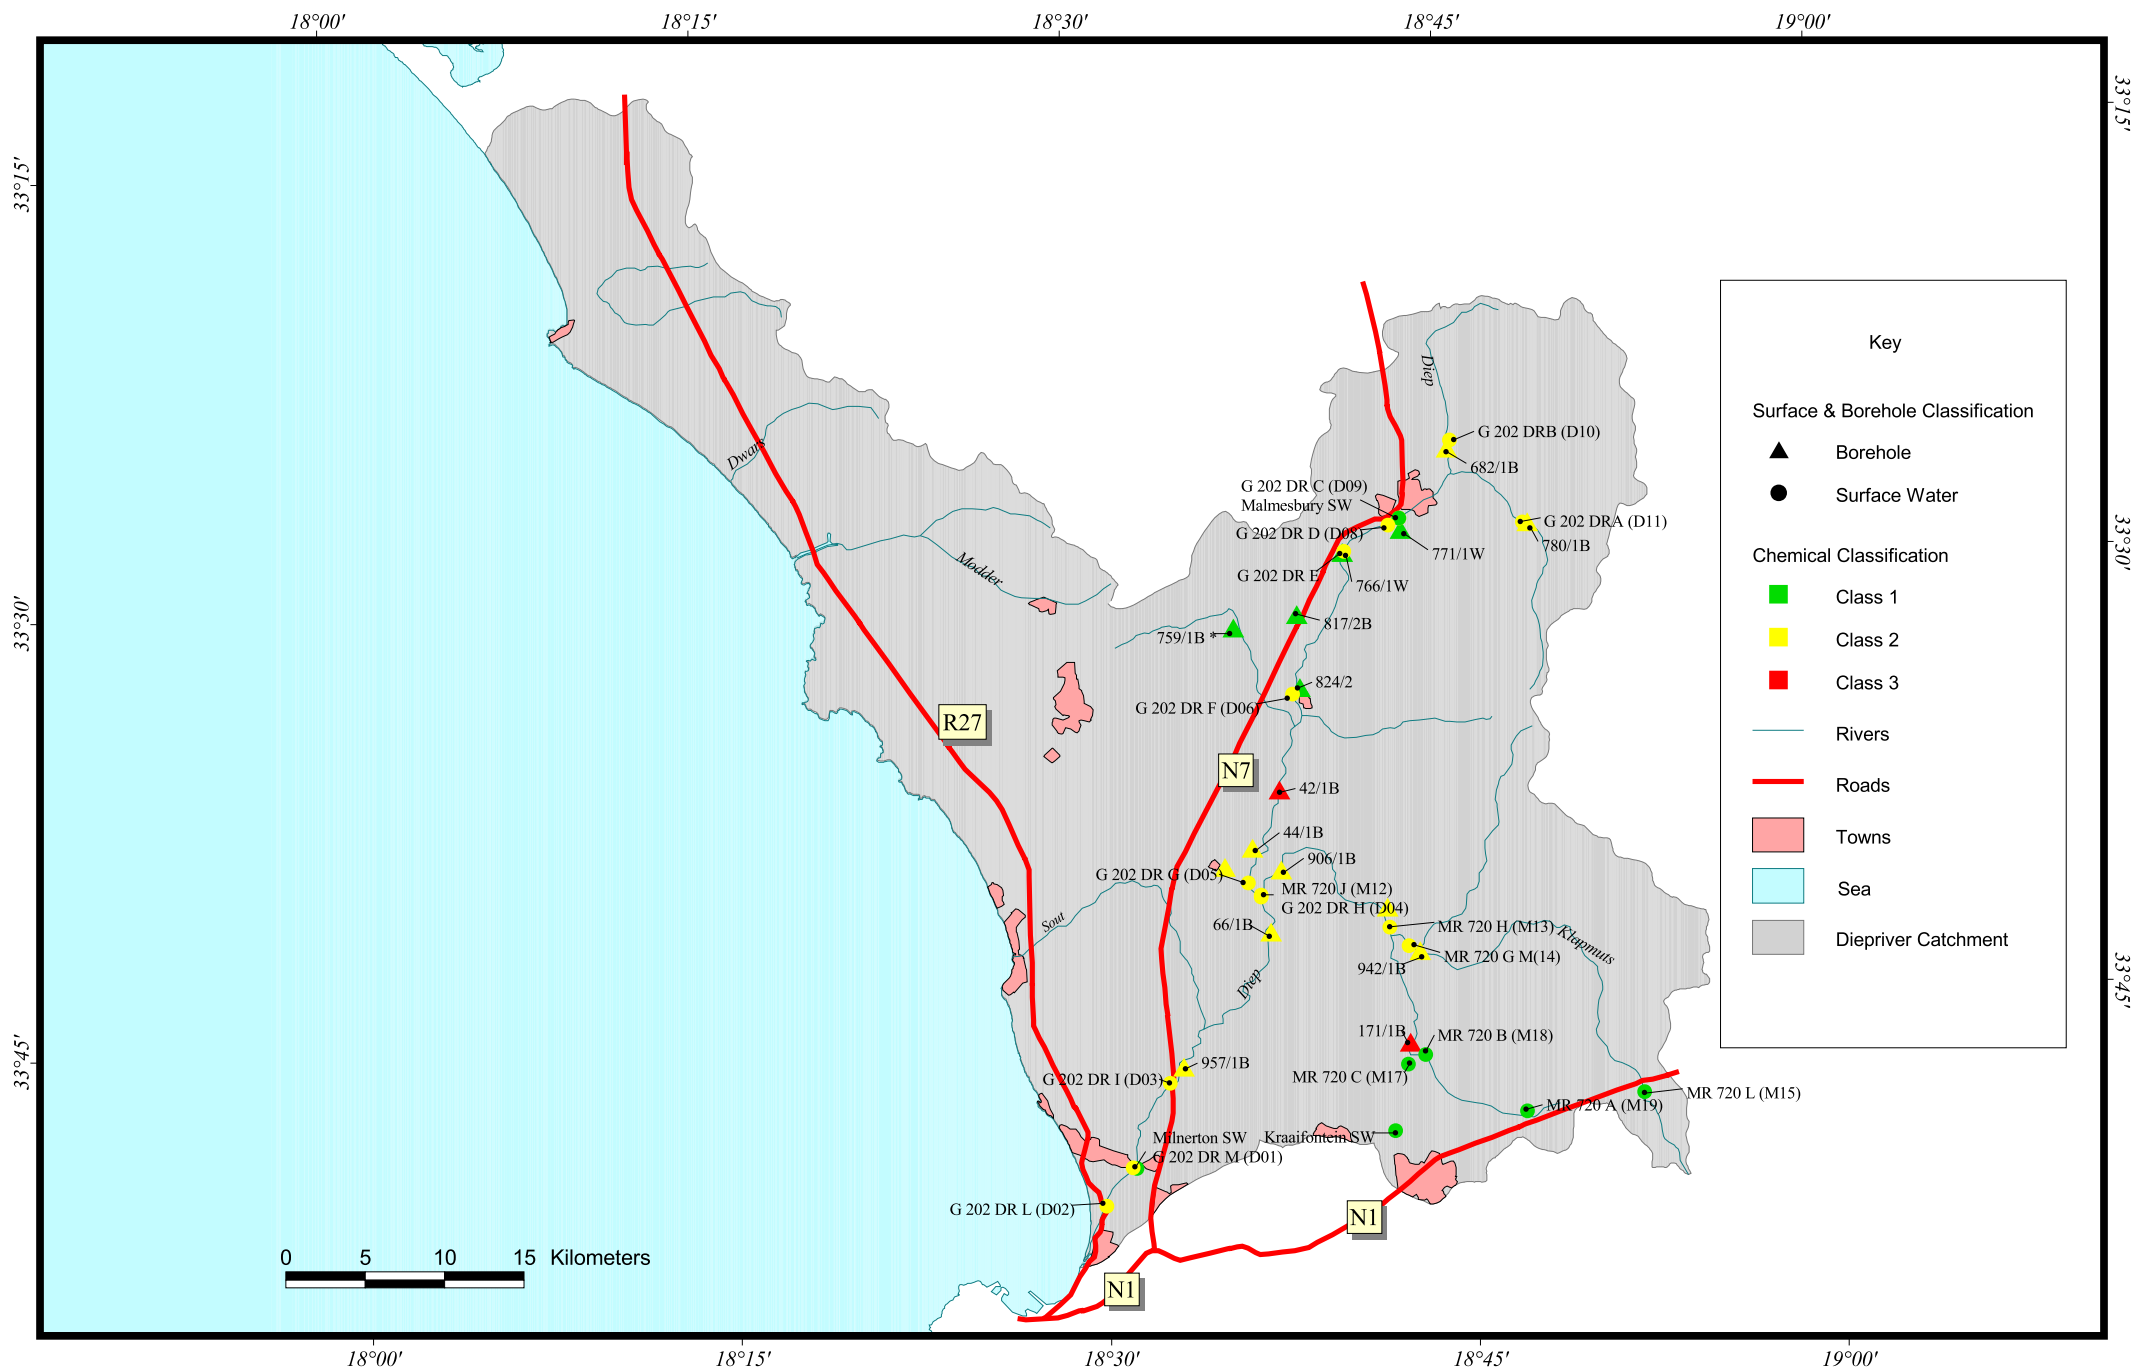 18°00'
18°15'
18°30'
18°45'
19°00'
33°15'
33°15'
Key
Diep
Surface & Borehole Classification
G 202 DRB (D10)
Borehole
Dwars
682/1B
G 202 DR C (D09)
Surface Water
Malmesbury SW
G 202 DRA (D11)
G 202 DR D (D08)
780/1B
33°30'
771/1W
Chemical Classification
Modder
G 202 DR E
766/1W
Class 1
33°30'
817/2B
759/1B *
Class 2
824/2
Class 3
G 202 DR F (D06)
R27
Rivers
N7
Roads
42/1B
44/1B
Towns
906/1B
G 202 DR G (D05)
MR 720 J (M12)
Sea
G 202 DR H (D04)
Sout
66/1B
MR 720 H (M13)
Klapmuts
Diepriver Catchment
MR 720 G M(14)
942/1B
Diep
33°45'
171/1B
MR 720 B (M18)
33°45'
957/1B
G 202 DR I (D03)
MR 720 C (M17)
MR 720 L (M15)
MR 720 A (M19)
Milnerton SW
Kraaifontein SW
G 202 DR M (D01)
G 202 DR L (D02)
N1
0 5 10 15 Kilometers
N1
18°00'
18°15'
18°30'
18°45'
19°00'